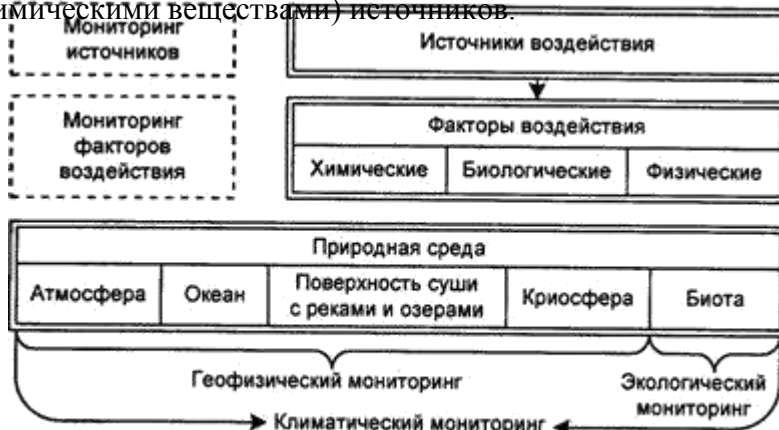 имическими веществами) источников.
Мониторинг
источников
Источники воздействия
Мониторинг
факторов
воздействия
Факторы воздействия
Химические Биологические Физические
Природная среда
Атмосфера Океан Поверхность суши
с реками и озерами Криосфера Биота
Геофизический мониторинг
Экологический
мониторинг
Климатический мониторинг